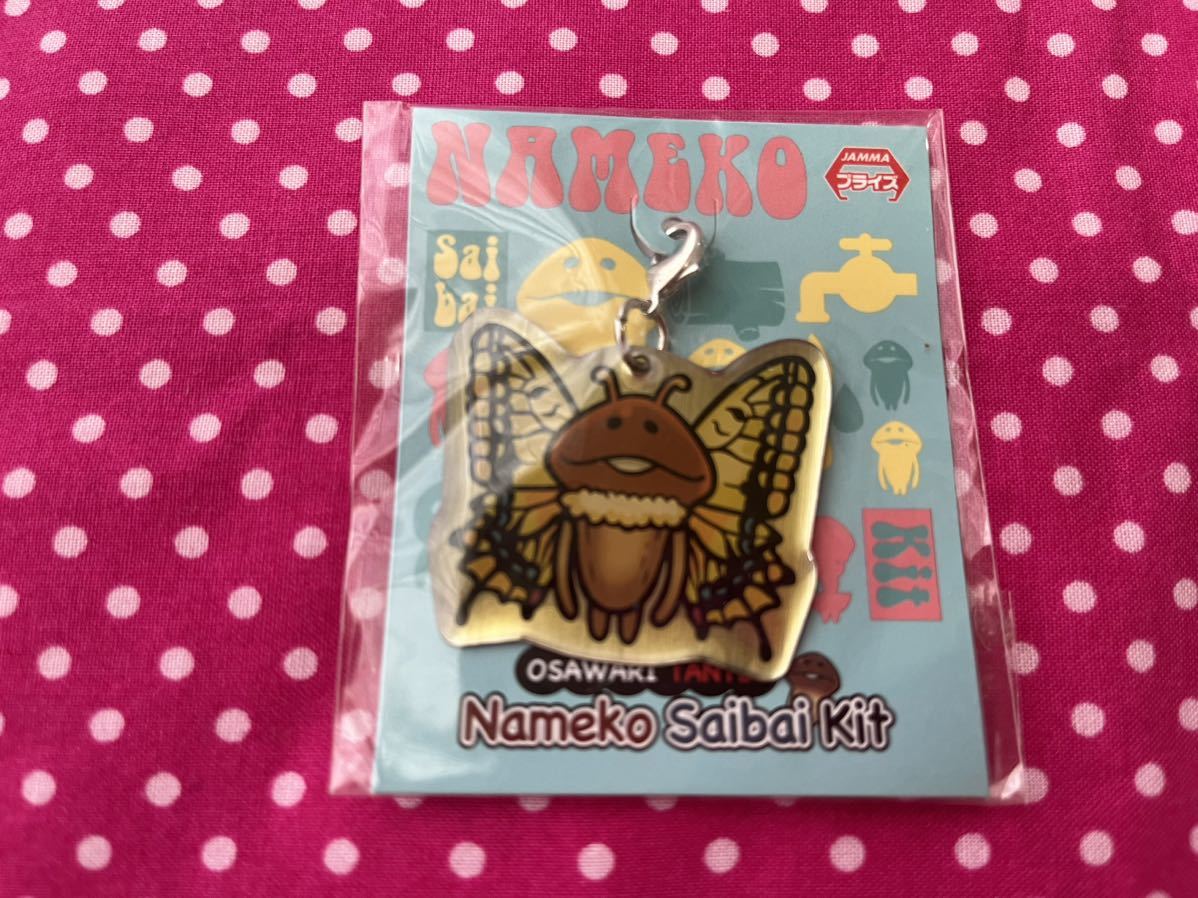 NAMEKO
JAMMA
プライズ
Sai
bai
Kit
OSAWARI
Nameko Saibai Kit